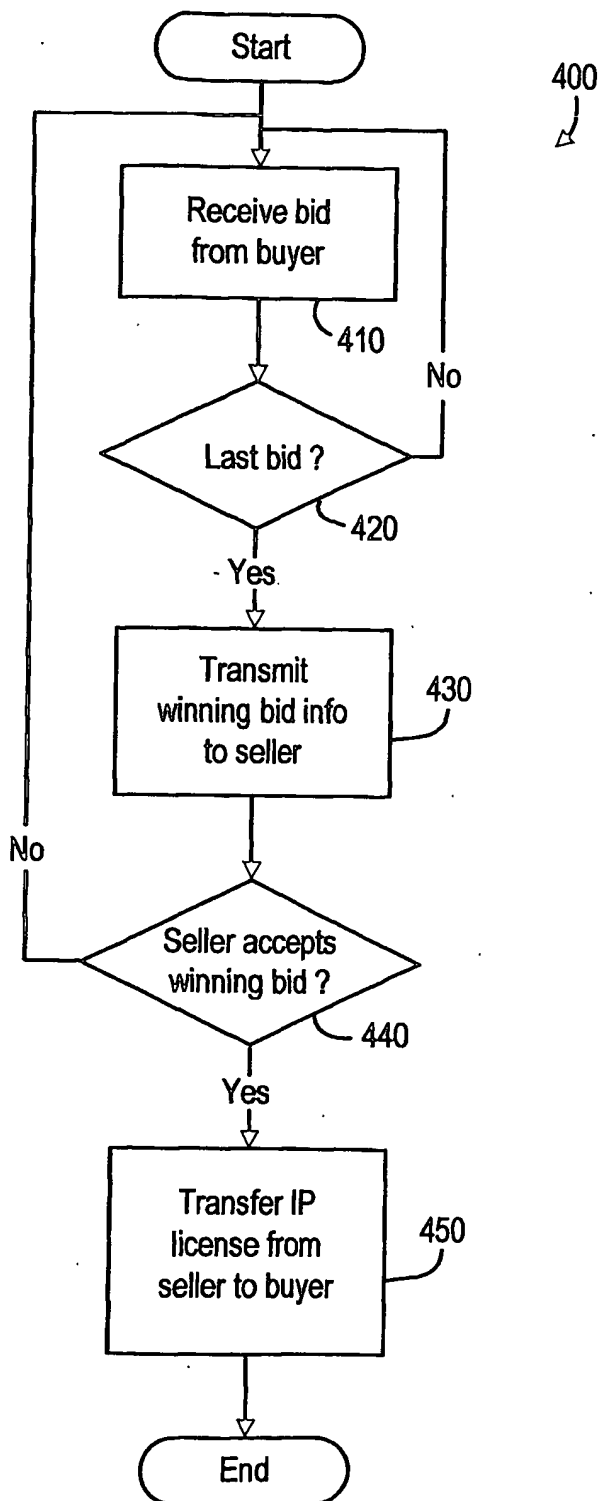 Start
400
Receive bid
from buyer
410
No
Last bid ?
420
Yes
Transmit
winning bid info
to seller
430
No
Seller accepts
winning bid ?
440
Yes
Transfer IP
license from
seller to buyer
450
End